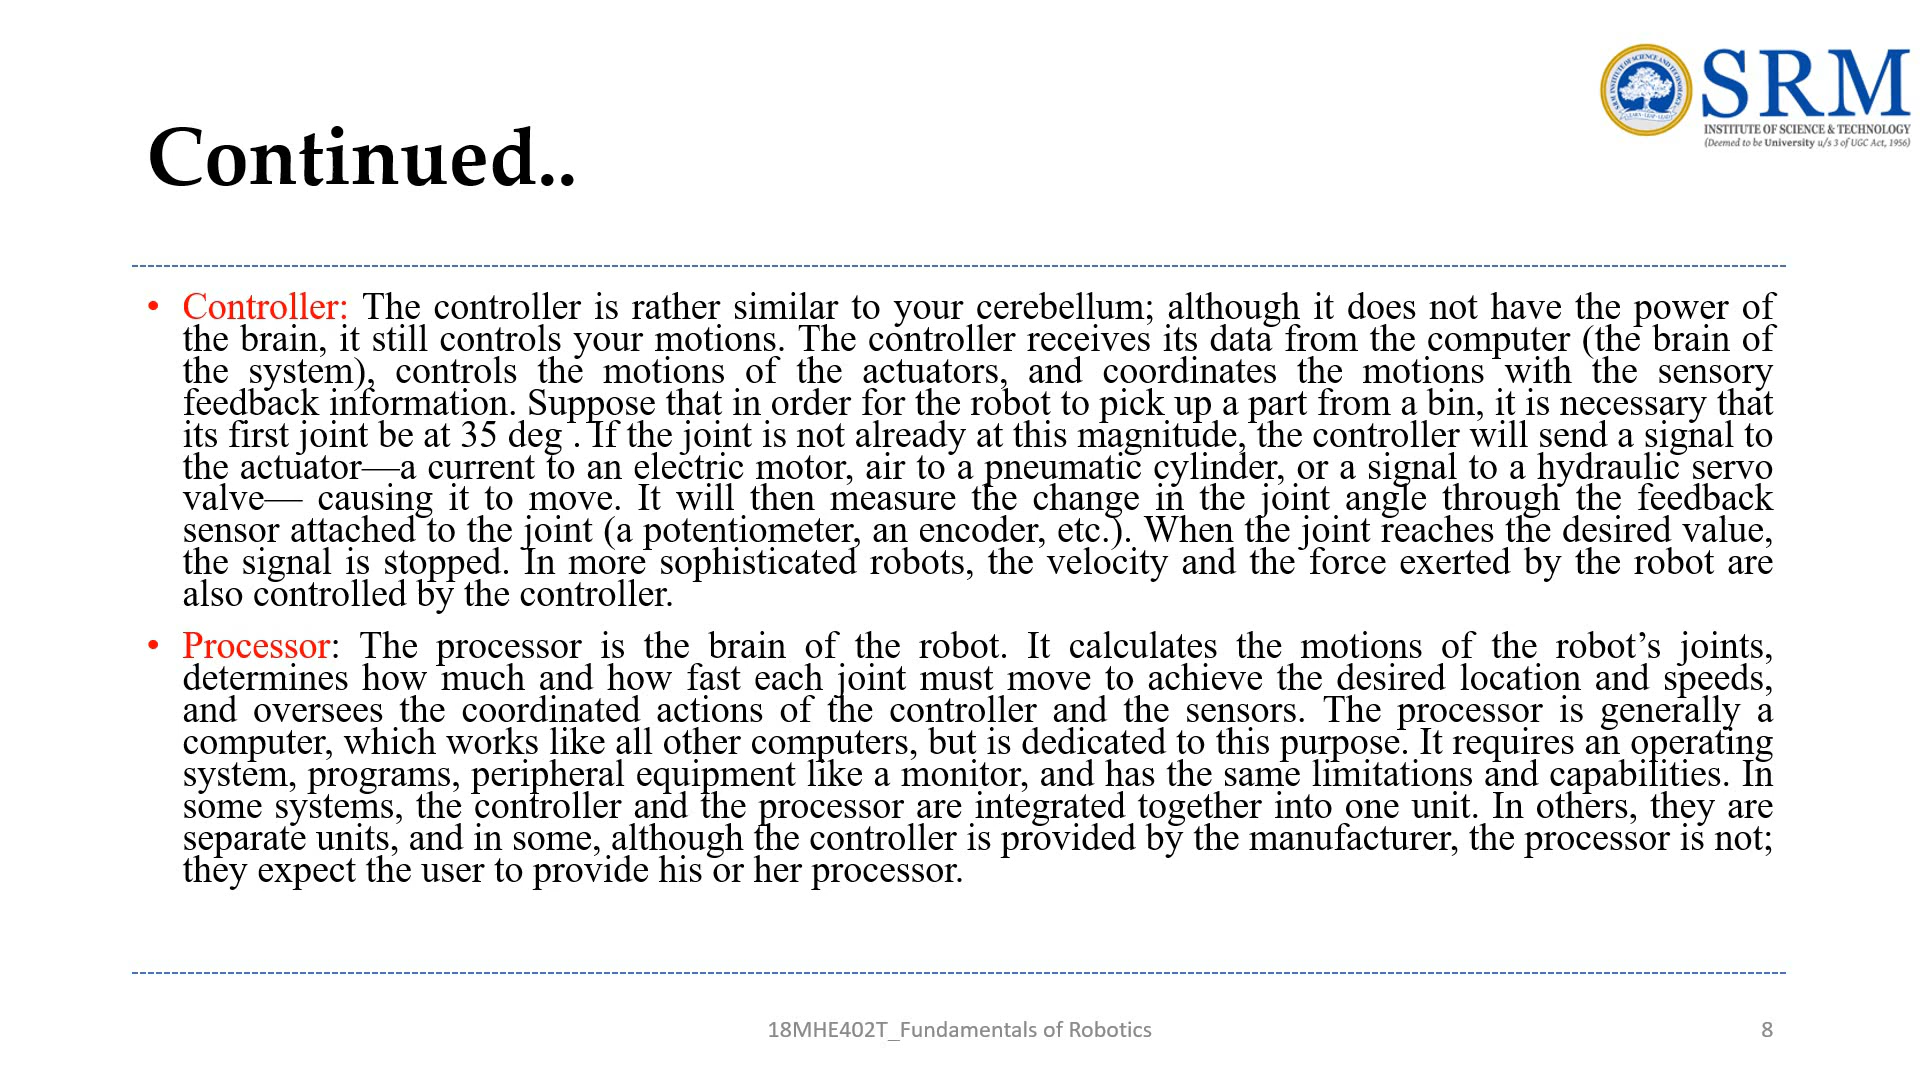 SRM
INSTITUTE OF SCIENCE & TECHNOLOGY
(Deemed to be University u/s 3 of UGC Act, 1956)
Continued..
• Controller: The controller is rather similar to your cerebellum; although it does not have the power of
the brain, it still controls your motions. The controller receives its data from the computer (the brain of
the system), controls the motions of the actuators, and coordinates the motions with the sensory
feedback information. Suppose that in order for the robot to pick up a part from a bin, it is necessary that
its first joint be at 35 deg . If the joint is not already at this magnitude, the controller will send a signal to
the actuator—a current to an electric motor, air to a pneumatic cylinder, or a signal to a hydraulic servo
valve— causing it to move. It will then measure the change in the joint angle through the feedback
sensor attached to the joint (a potentiometer, an encoder, etc.). When the joint reaches the desired value,
the signal is stopped. In more sophisticated robots, the velocity and the force exerted by the robot are
also controlled by the controller.
• Processor: The processor is the brain of the robot. It calculates the motions of the robot’s joints,
determines how much and how fast each joint must move to achieve the desired location and speeds,
and oversees the coordinated actions of the controller and the sensors. The processor is generally a
computer, which works like all other computers, but is dedicated to this purpose. It requires an operating
system, programs, peripheral equipment like a monitor, and has the same limitations and capabilities. In
some systems, the controller and the processor are integrated together into one unit. In others, they are
separate units, and in some, although the controller is provided by the manufacturer, the processor is not;
they expect the user to provide his or her processor.
18MHE402T_Fundamentals of Robotics
8